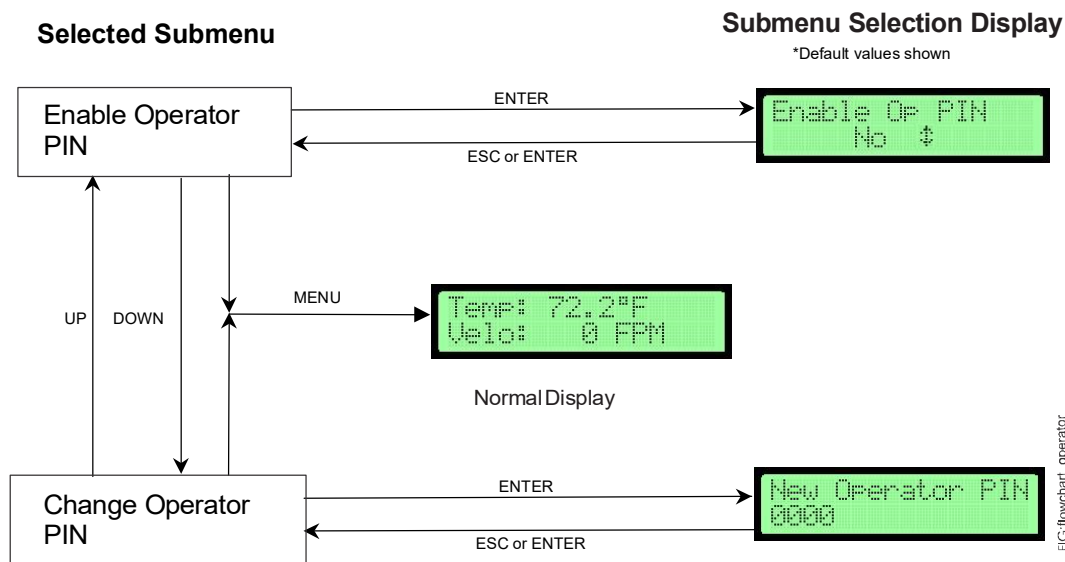 Selected Submenu
Submenu Selection Display
*Default values shown
Enable Operator
PIN
ENTER
ESC or ENTER
Enable Op PIN
No ↕
UP
DOWN
MENU
Temp: 72.2°F
Velo: 0 FPM
Normal Display
Change Operator
PIN
ENTER
ESC or ENTER
New Operator PIN
0000
FIG:flowchart_operator